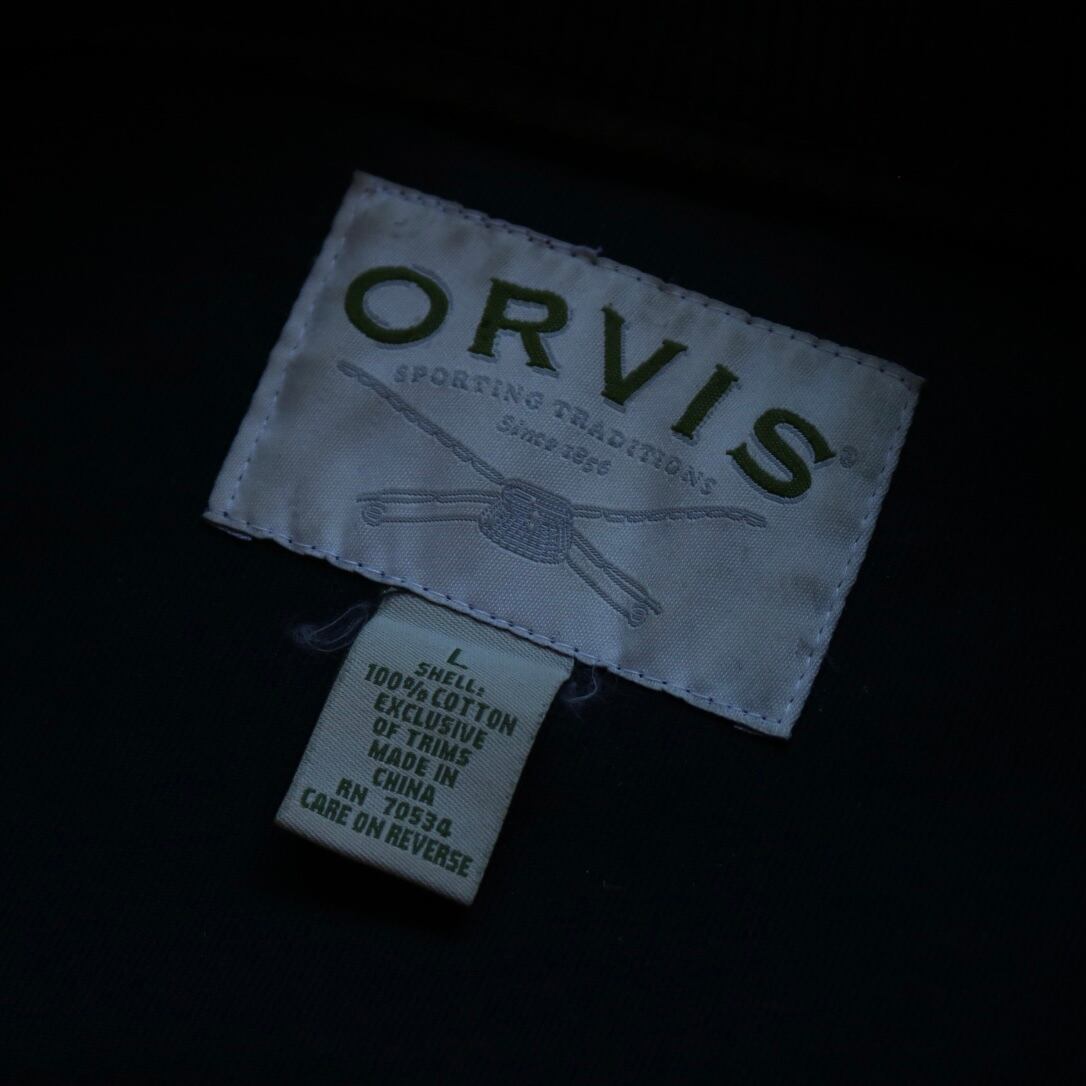 ORVIS®
SPORTING TRADITIONS
Since 1856
L
SHELL:
100% COTTON
EXCLUSIVE
OF TRIMS
MADE IN
CHINA
RN 70534
CARE ON REVERSE